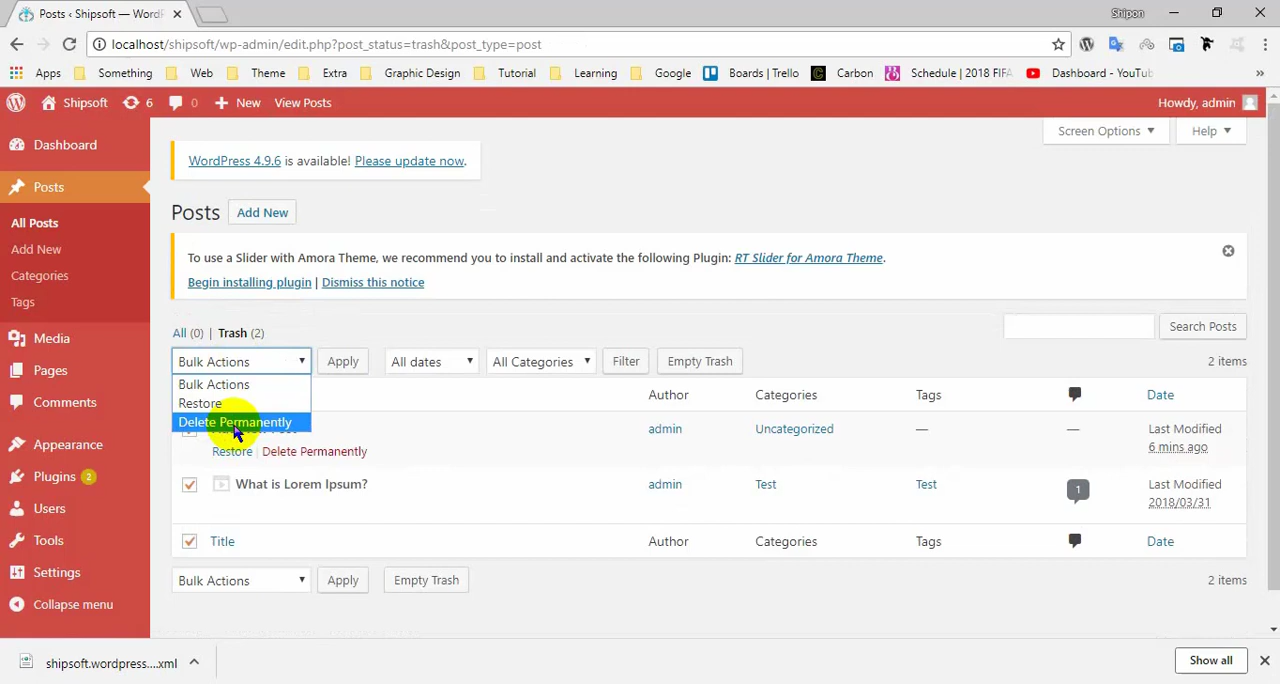 Posts ‹ Shipsoft — WordP
Shipon
localhost/shipsoft/wp-admin/edit.php?post_status=trash&post_type=post
Apps Something Web Theme Extra Graphic Design Tutorial Learning Google Boards | Trello Carbon Schedule | 2018 FIFA Dashboard - YouTub »
Shipsoft 6 0 New View Posts Howdy, admin
Screen Options Help
Dashboard
Posts
All Posts
Add New
Categories
Tags
Media
Pages
Comments
Appearance
Plugins 2
Users
Tools
Settings
Collapse menu
WordPress 4.9.6 is available! Please update now.
Posts Add New
To use a Slider with Amora Theme, we recommend you to install and activate the following Plugin: RT Slider for Amora Theme.
Begin installing plugin | Dismiss this notice
All (0) | Trash (2)
Search Posts
Bulk Actions Apply All dates All Categories Filter Empty Trash 2 items
Bulk Actions
Restore
Delete Permanently
Author Categories Tags Date
admin Uncategorized — — Last Modified
6 mins ago
Restore Delete Permanently
What is Lorem Ipsum? admin Test Test 1 Last Modified
2018/03/31
Title Author Categories Tags Date
Bulk Actions Apply Empty Trash 2 items
shipsoft.wordpress....xml Show all